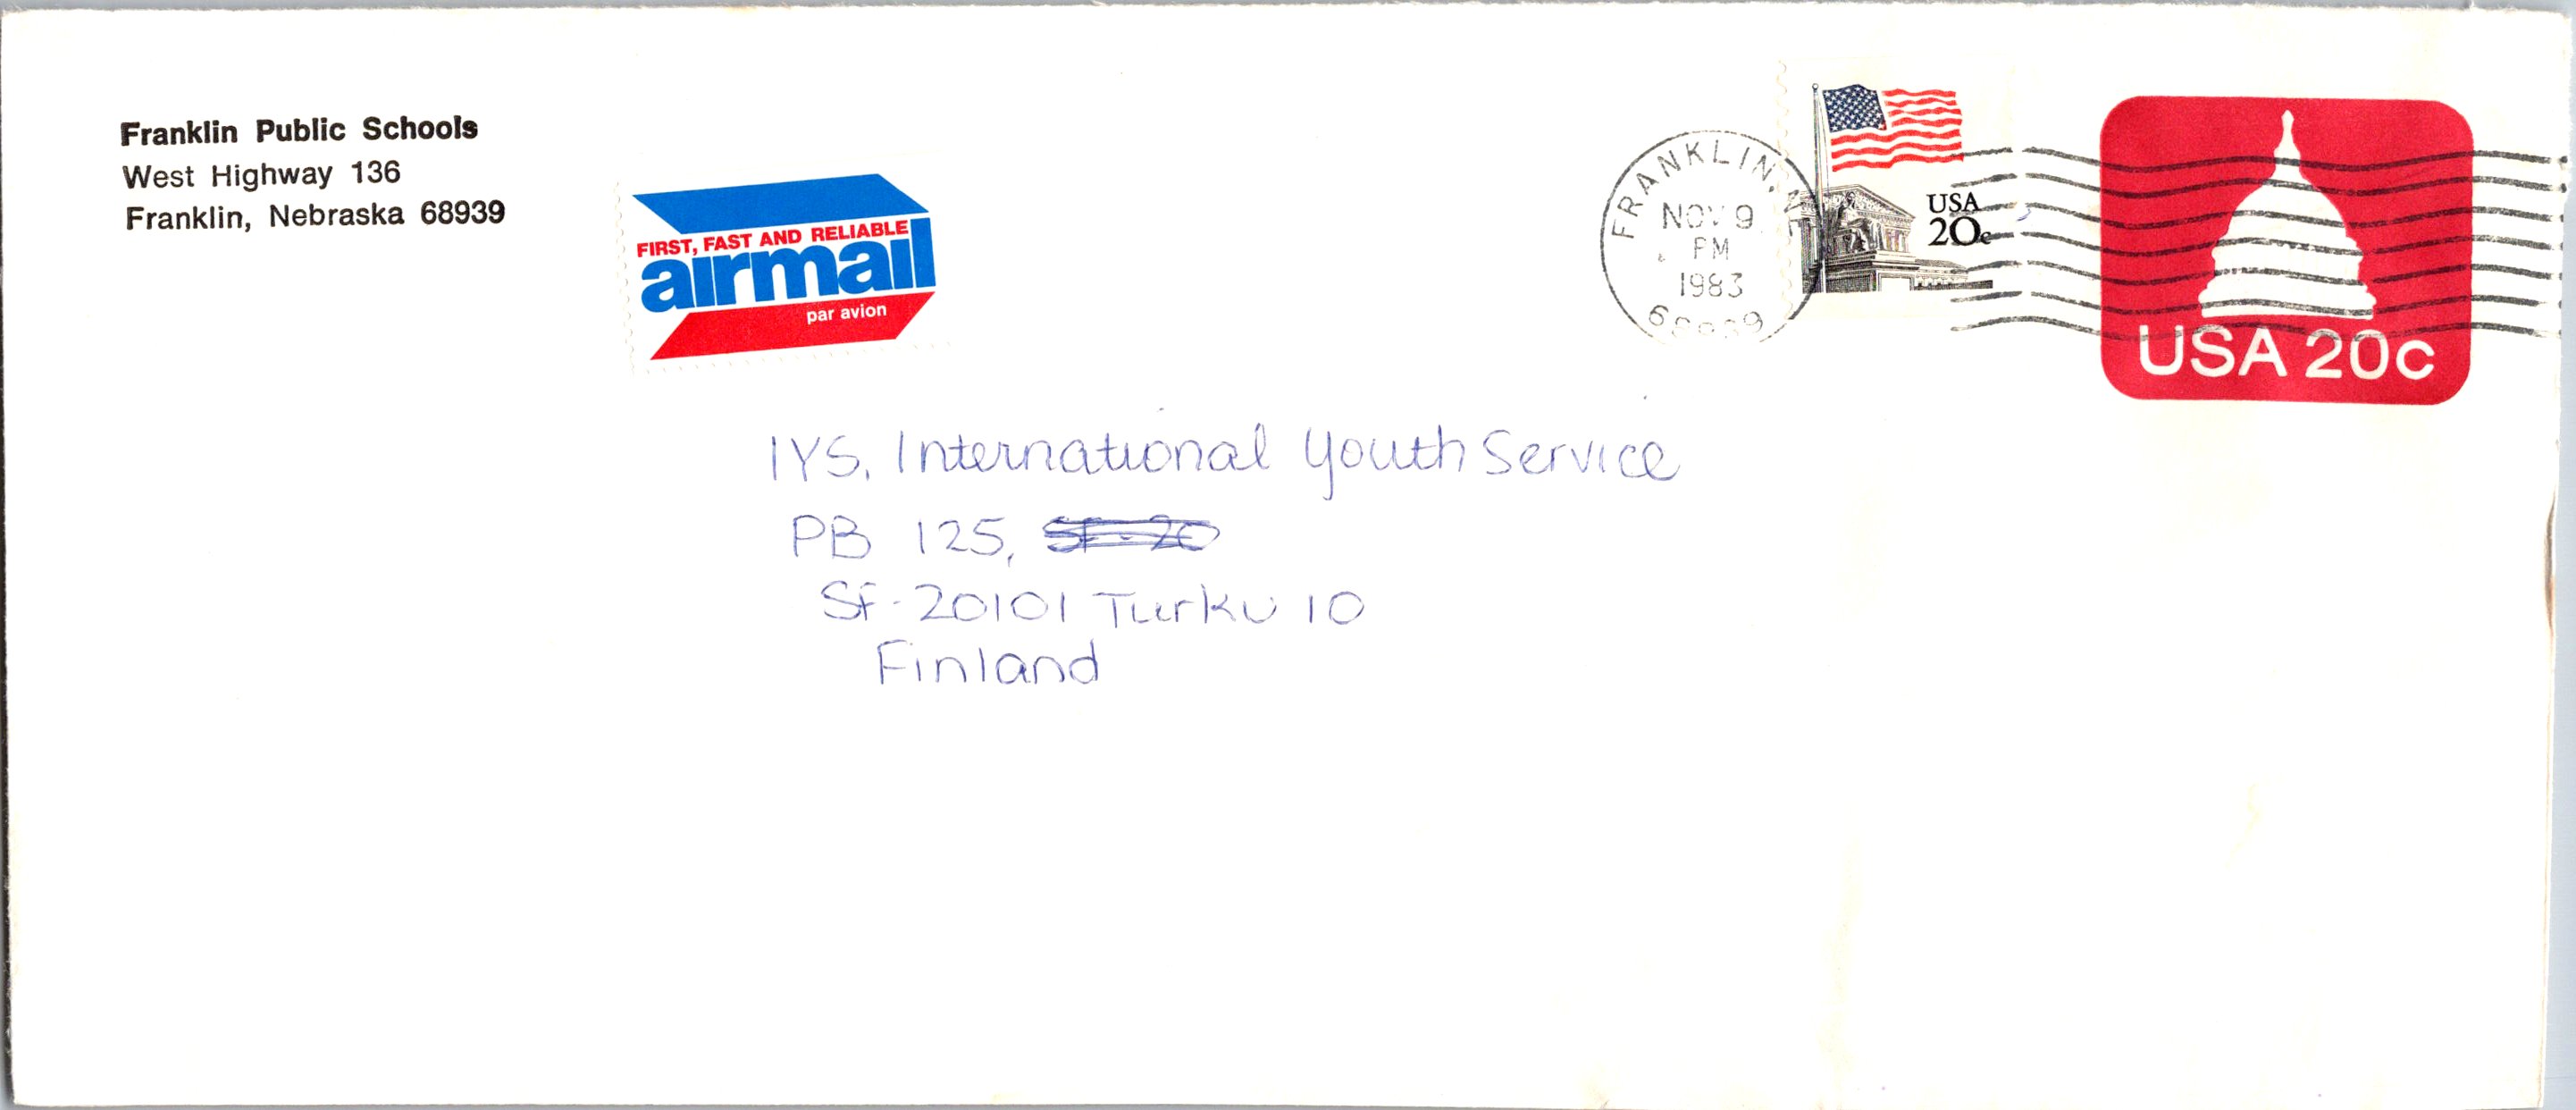 Franklin Public Schools
West Highway 136
Franklin, Nebraska 68939
FIRST, FAST AND RELIABLE
airmail
par avion
FRANKLIN, NE
NOV 9
PM
1983
68939
USA
20c
USA 20c
IYS, International Youth Service
PB 125, SF-20
SF-20101 Turku 10
Finland